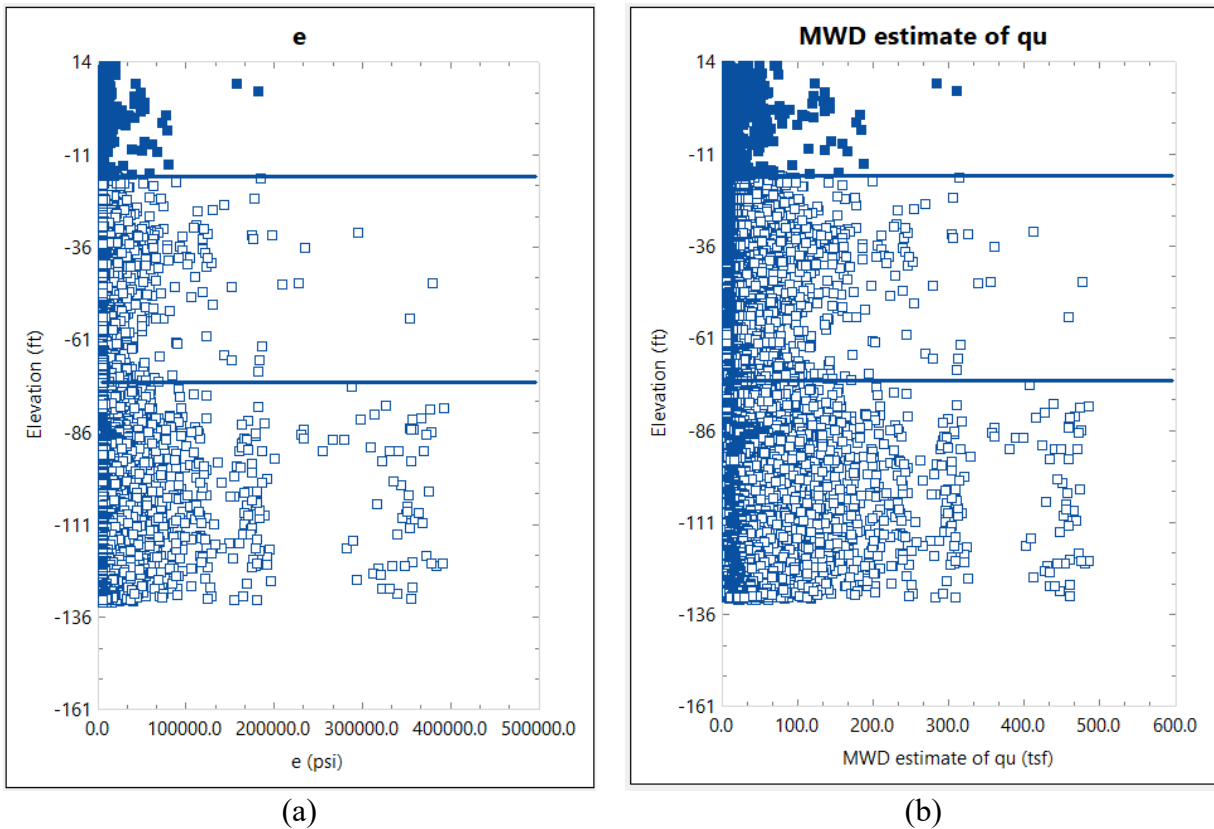 e
14
-11
-36
-61
-86
-111
-136
-161
Elevation (ft)
0.0 100000.0 200000.0 300000.0 400000.0 500000.0
e (psi)
(a)
MWD estimate of qu
14
-11
-36
-61
-86
-111
-136
-161
Elevation (ft)
0.0 100.0 200.0 300.0 400.0 500.0 600.0
MWD estimate of qu (tsf)
(b)